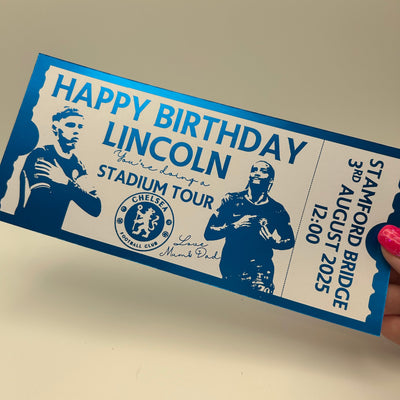 HAPPY BIRTHDAY
LINCOLN
You're doing a
STADIUM TOUR
CHELSEA
FOOTBALL CLUB
Love
Mum & Dad
STAMFORD BRIDGE
3RD AUGUST 2025
12:00